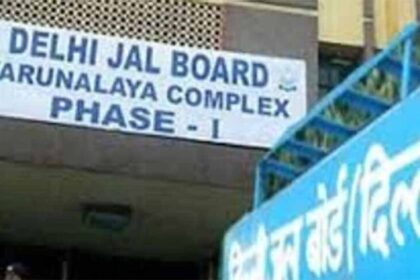 DELHI JAL BOARD
ARUNALAYA COMPLEX
PHASE - I
दिल्ली जल बोर्ड (दिल्